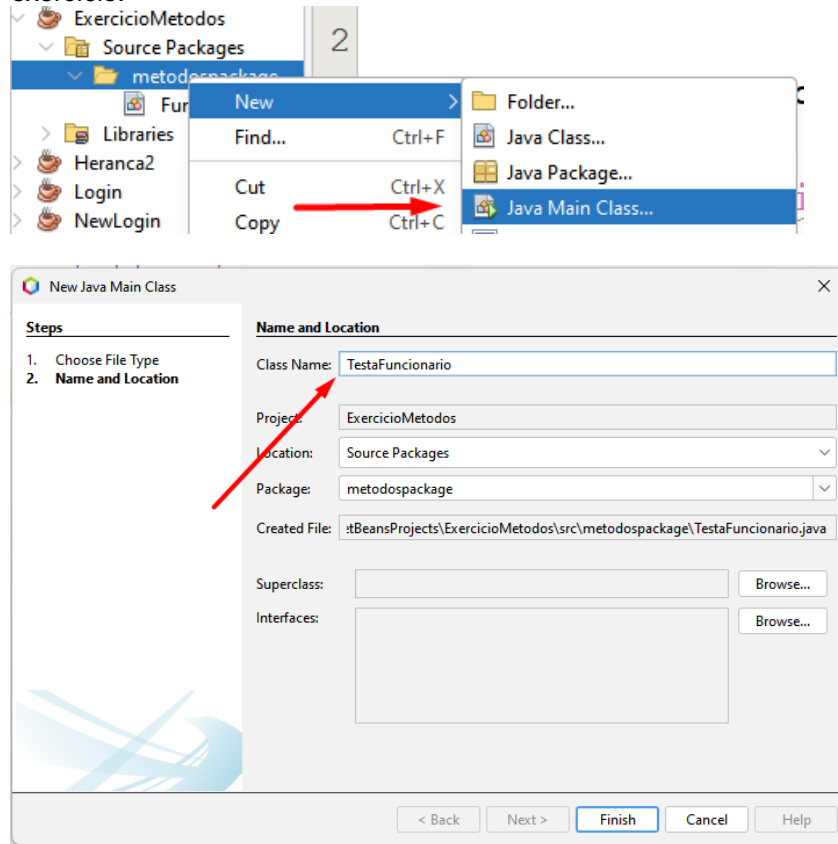 exercício.
ExercicioMetodos
2
Source Packages
metodospackage
Fur
New >
Folder...
Libraries
Find... Ctrl+F
Java Class...
Heranca2
Java Package...
Login
Cut Ctrl+X
Java Main Class...
NewLogin
Copy Ctrl+C
New Java Main Class
Steps
Name and Location
1. Choose File Type
2. Name and Location
Class Name: TestaFuncionario
Project: ExercicioMetodos
Location: Source Packages
Package: metodospackage
Created File: :tBeansProjects\ExercicioMetodos\src\metodospackage\TestaFuncionario.java
Superclass: Browse...
Interfaces: Browse...
< Back Next > Finish Cancel Help